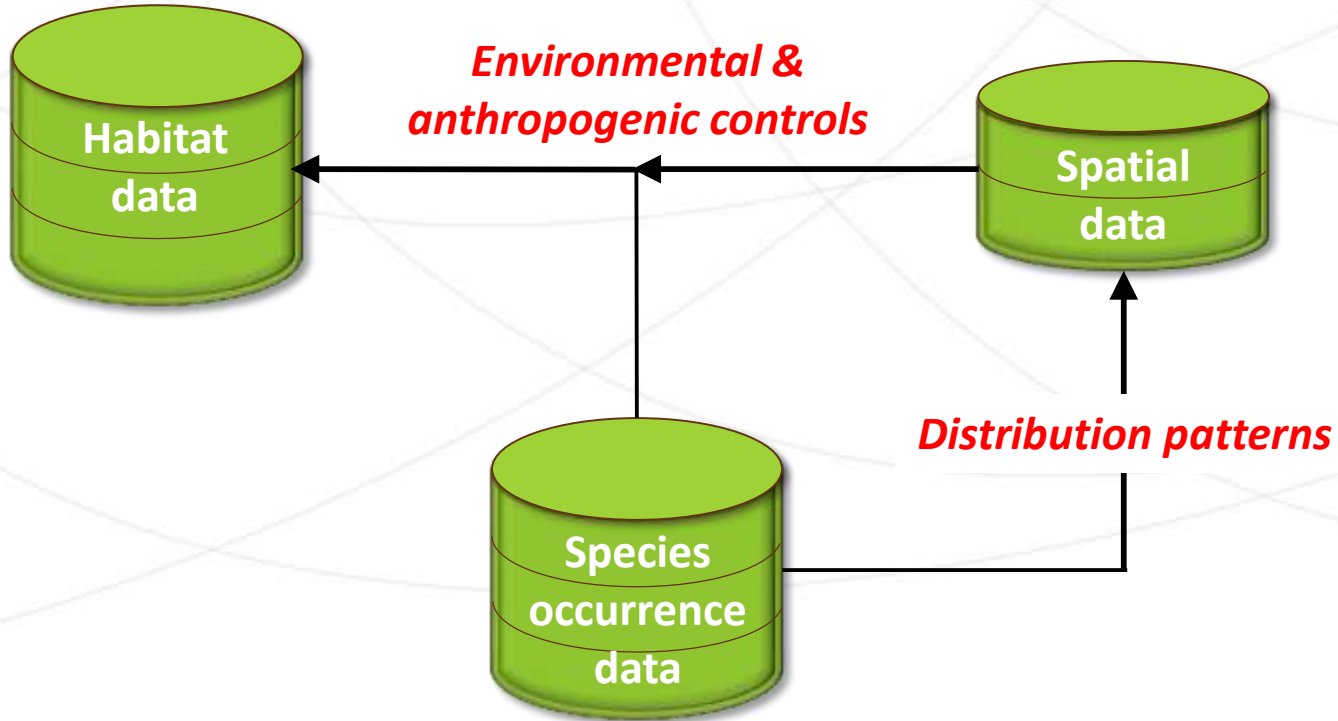 Environmental &
anthropogenic controls
Habitat
data
Spatial
data
Distribution patterns
Species
occurrence
data